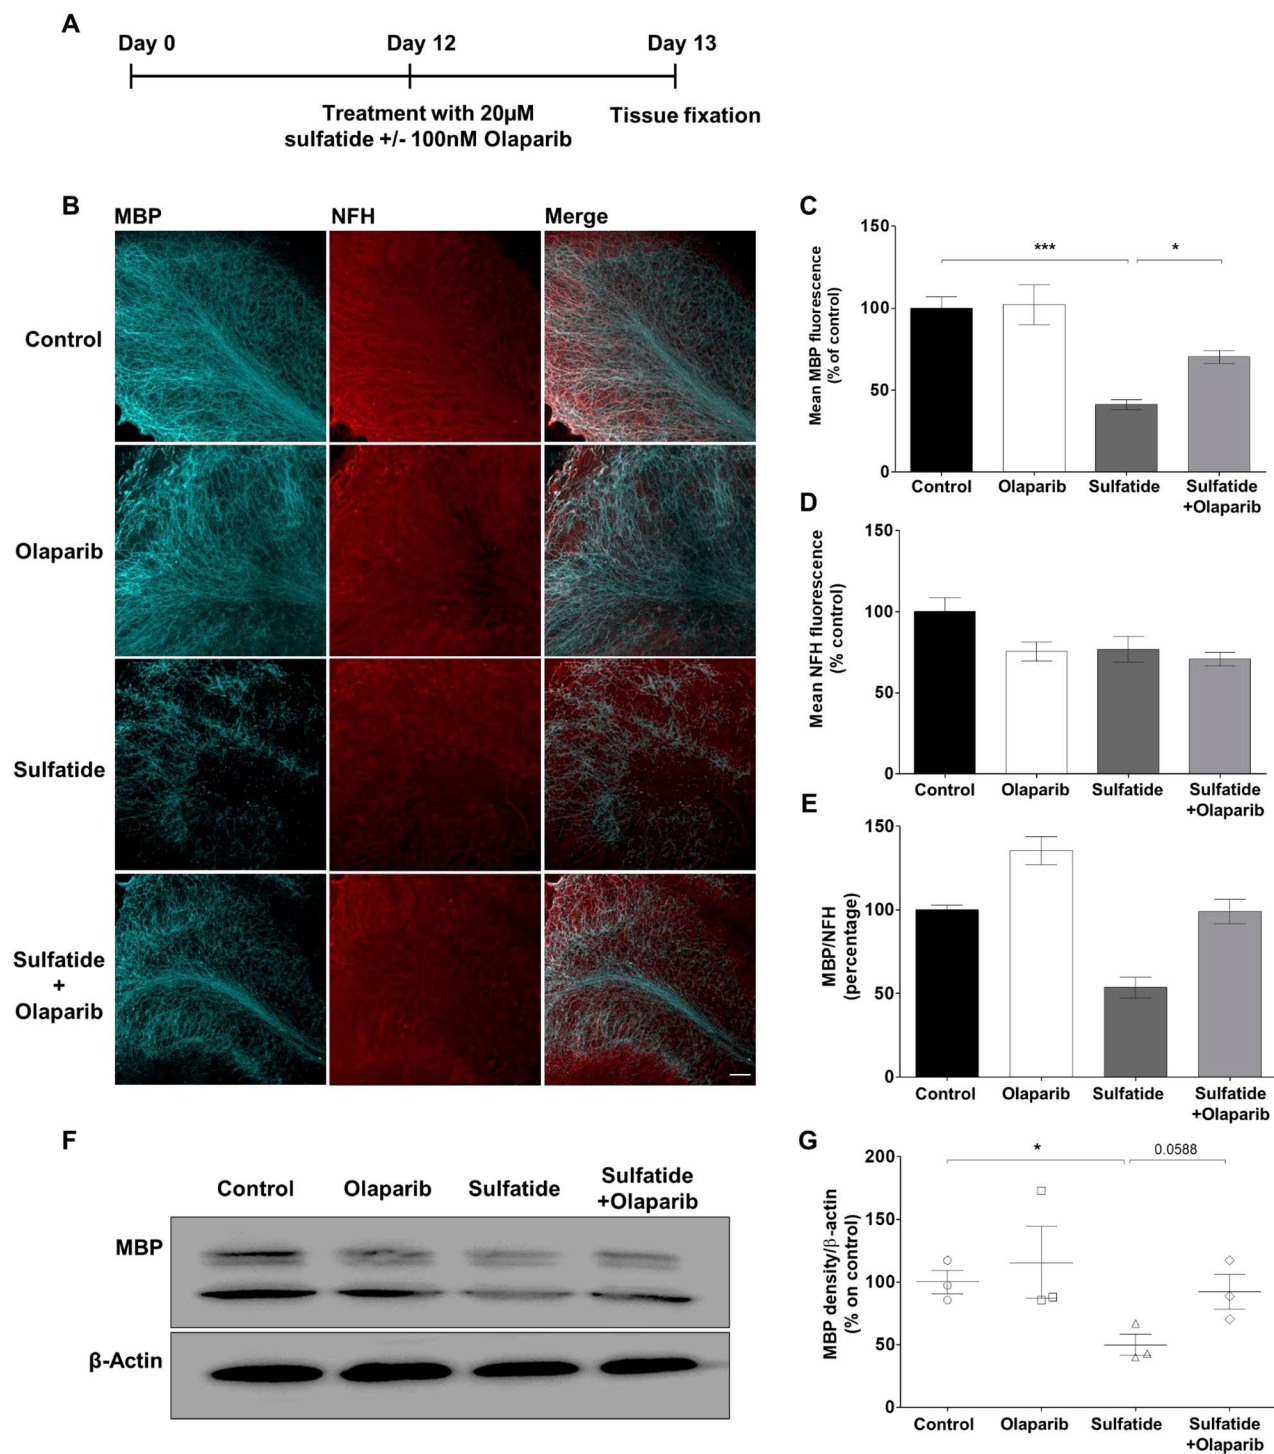 A
Day 0 Day 12 Day 13
Treatment with 20µM
sulfatide +/- 100nM Olaparib
Tissue fixation
B
MBP NFH Merge
Control
Olaparib
Sulfatide
Sulfatide
+
Olaparib
C
Mean MBP fluorescence
(% of control)
150
100
50
0
***
*
Control Olaparib Sulfatide Sulfatide
+Olaparib
D
Mean NFH fluorescence
(% control)
150
100
50
0
Control Olaparib Sulfatide Sulfatide
+Olaparib
E
MBP/NFH
(percentage)
150
100
50
0
Control Olaparib Sulfatide Sulfatide
+Olaparib
F
Control Olaparib Sulfatide Sulfatide
+Olaparib
MBP
β-Actin
G
MBP density/β-actin
(% on control)
200
150
100
50
0
*
0.0588
Control Olaparib Sulfatide Sulfatide
+Olaparib